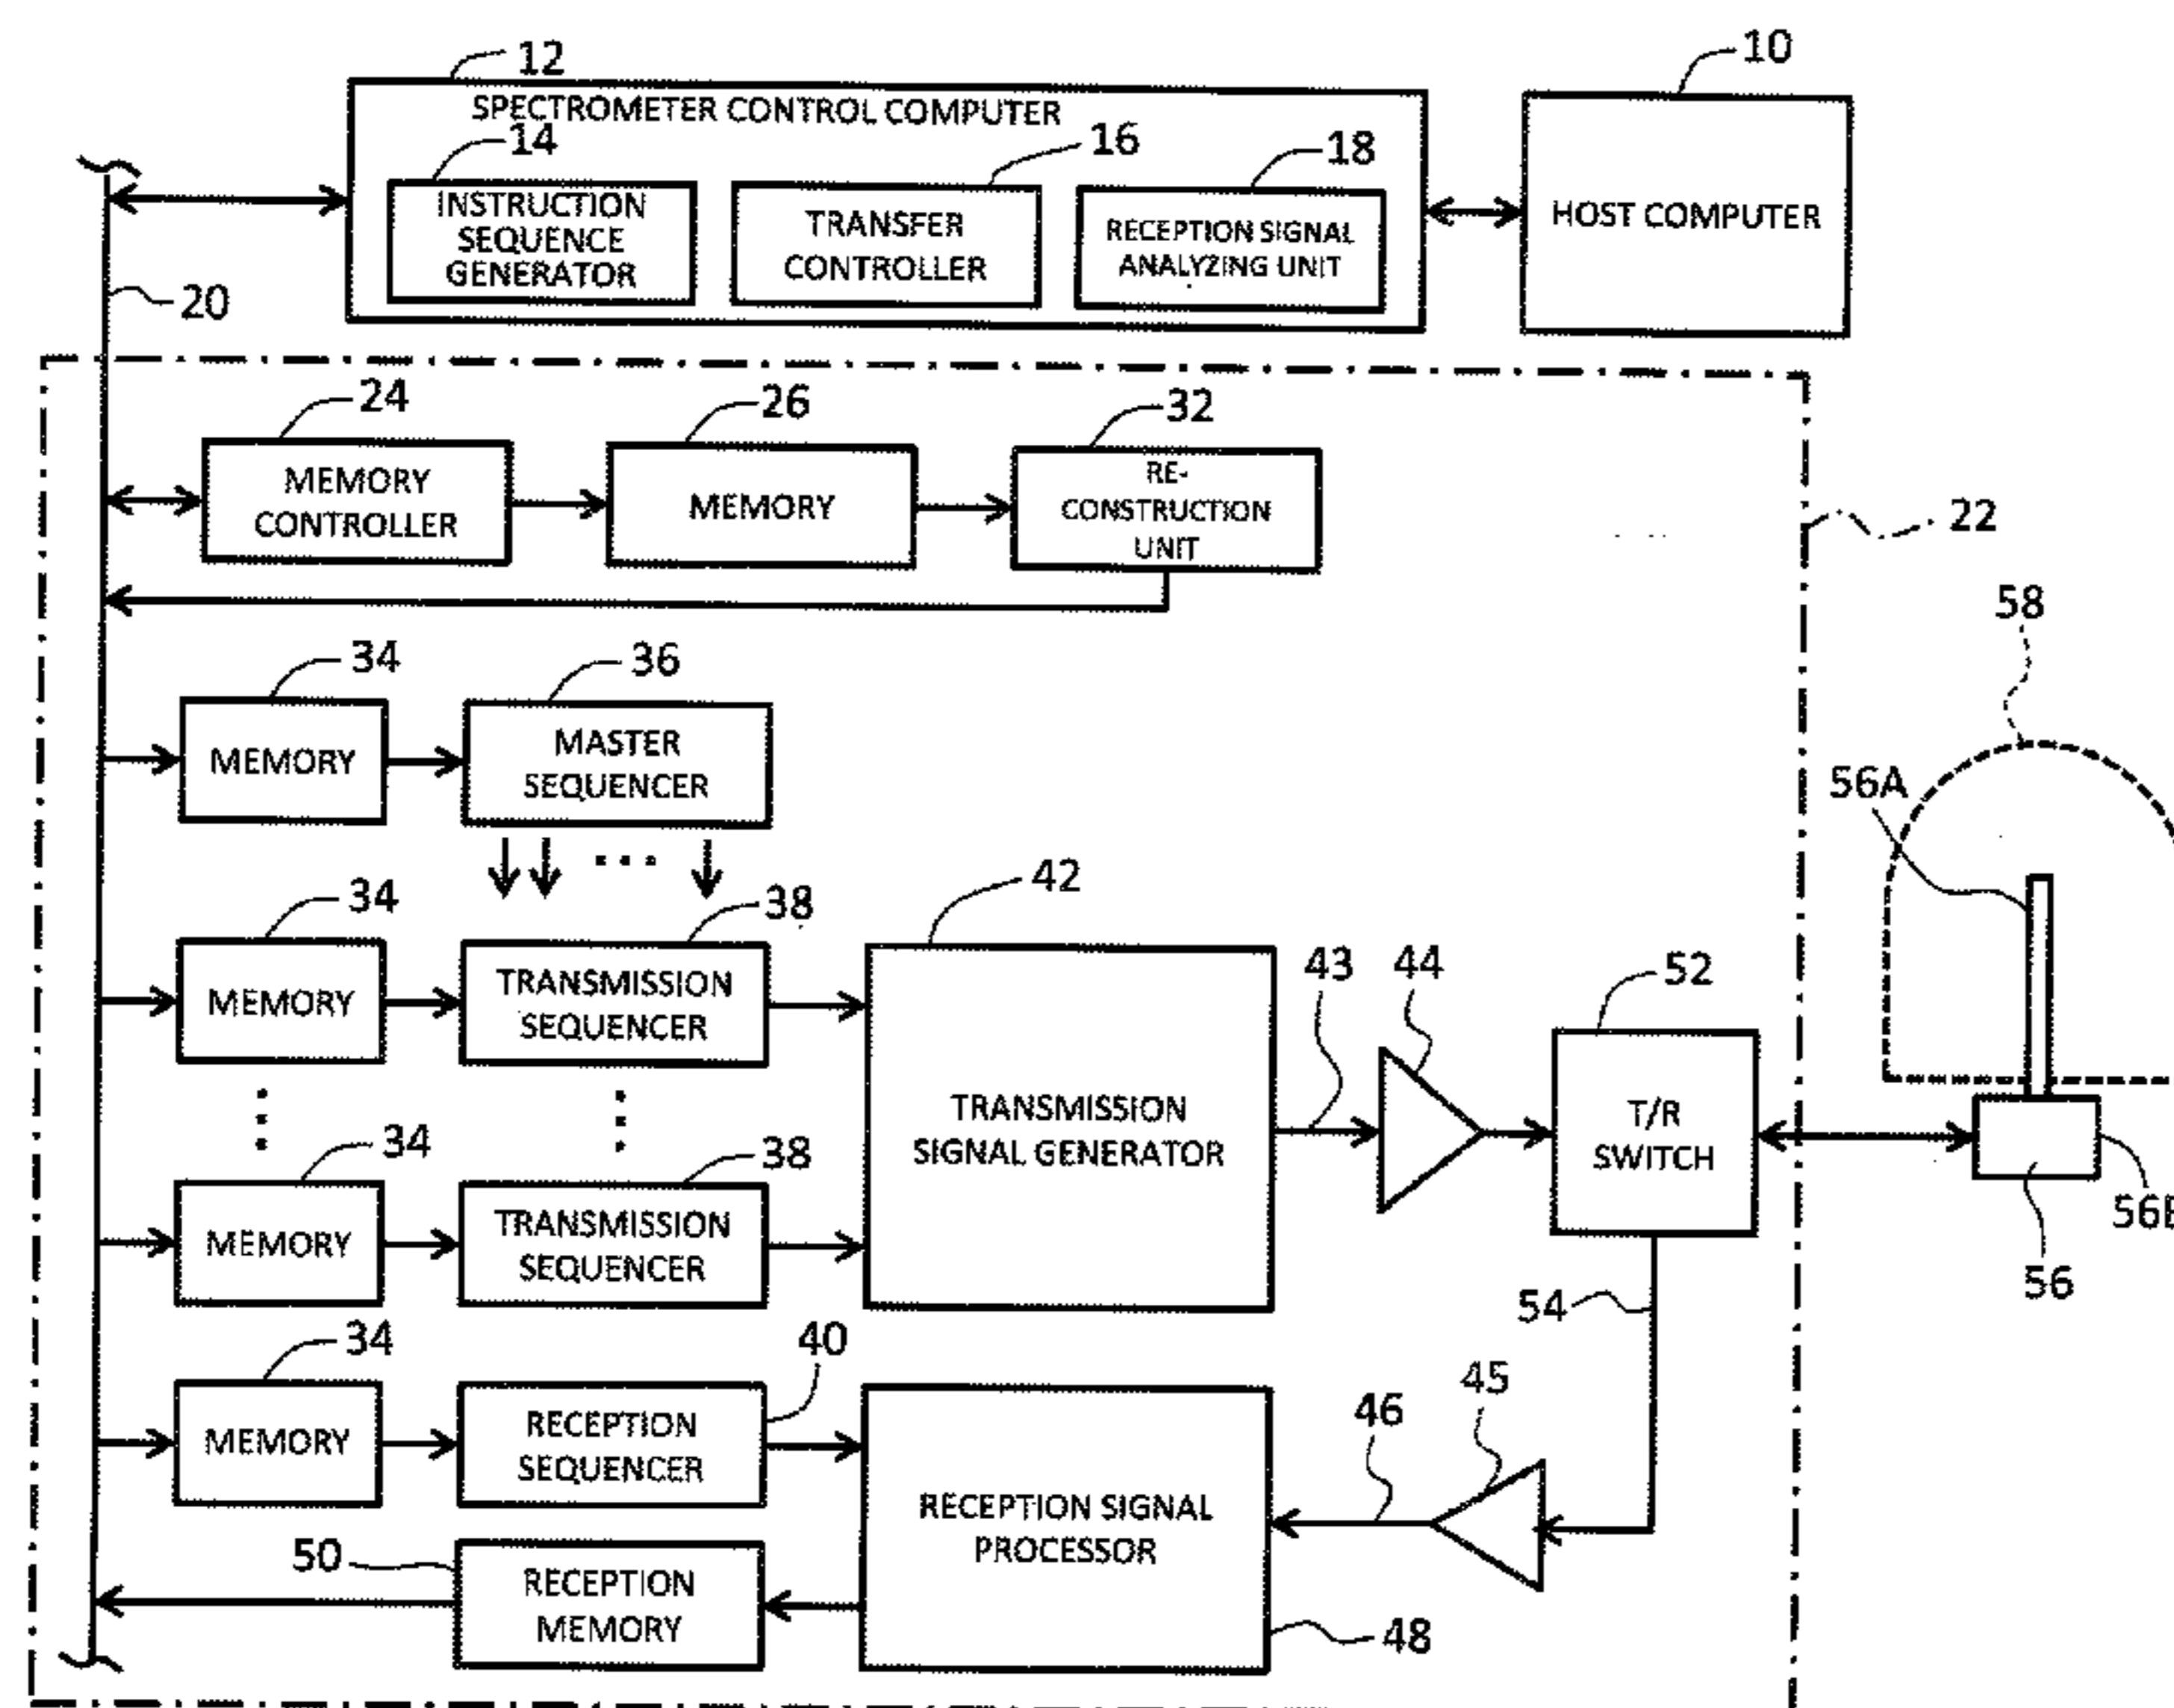 12
10
SPECTROMETER CONTROL COMPUTER
14
16
18
INSTRUCTION
SEQUENCE
GENERATOR
TRANSFER
CONTROLLER
RECEPTION SIGNAL
ANALYZING UNIT
HOST COMPUTER
20
24
26
32
MEMORY
CONTROLLER
MEMORY
RE-
CONSTRUCTION
UNIT
22
58
34
36
MEMORY
MASTER
SEQUENCER
56A
...
34
38
42
MEMORY
TRANSMISSION
SEQUENCER
43
44
52
34
38
TRANSMISSION
SIGNAL GENERATOR
T/R
SWITCH
MEMORY
TRANSMISSION
SEQUENCER
56
54
34
40
MEMORY
RECEPTION
SEQUENCER
45
46
RECEPTION SIGNAL
PROCESSOR
50
RECEPTION
MEMORY
48